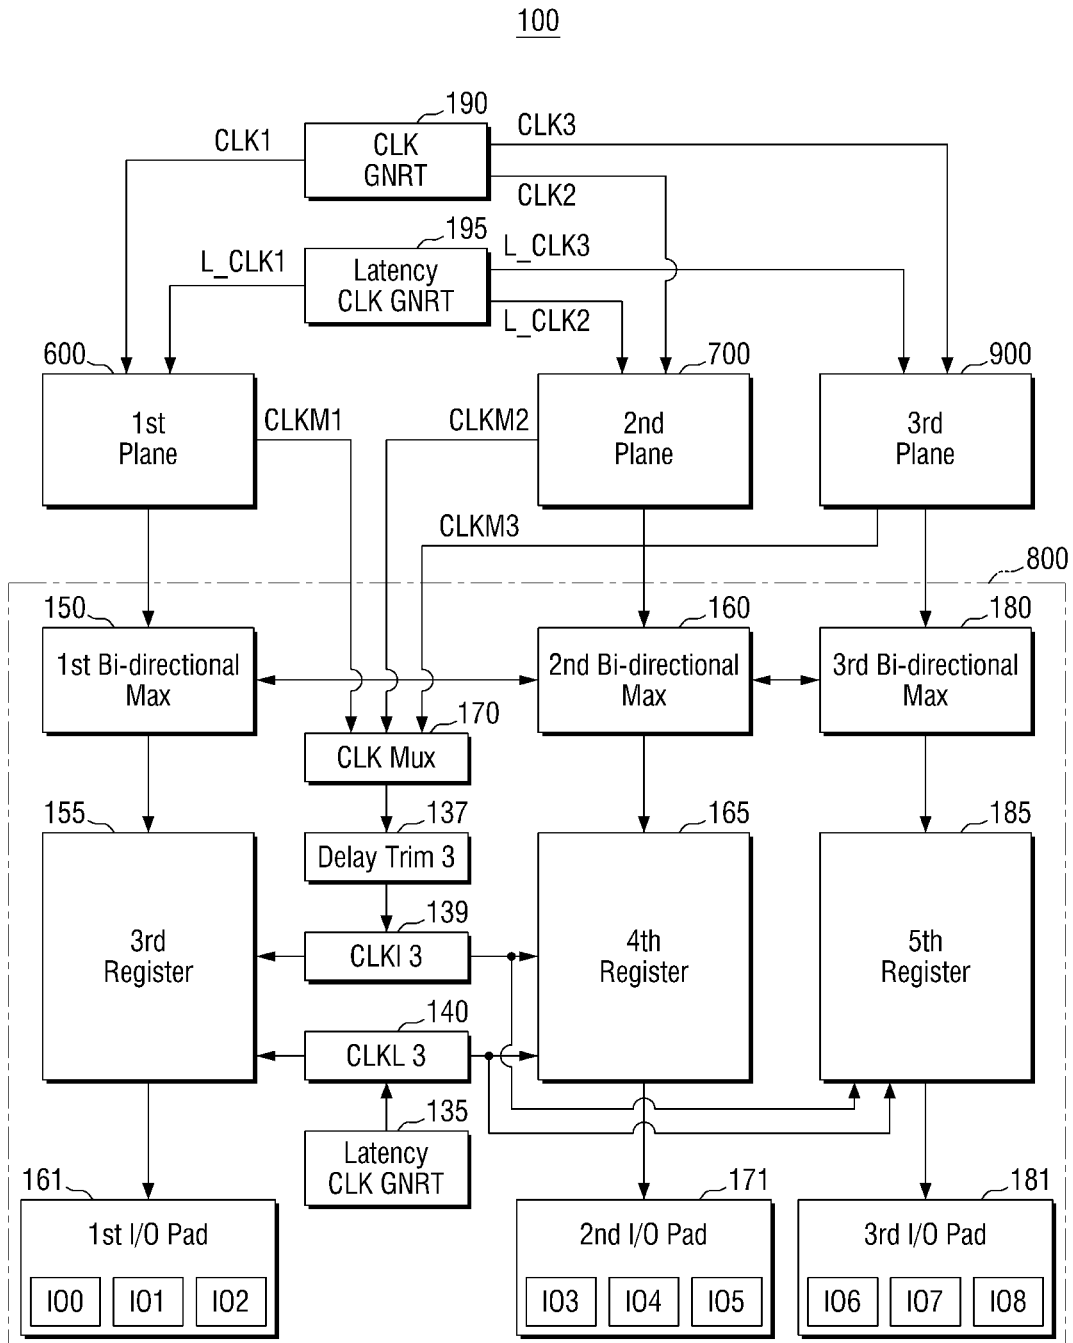 100
190
CLK1
CLK
GNRT
CLK3
CLK2
195
L_CLK1
Latency
CLK GNRT
L_CLK3
L_CLK2
600
700
900
1st
Plane
CLKM1
CLKM2
2nd
Plane
3rd
Plane
CLKM3
800
150
160
180
1st Bi-directional
Max
2nd Bi-directional
Max
3rd Bi-directional
Max
170
CLK Mux
155
137
165
185
Delay Trim 3
139
3rd
Register
CLKI 3
4th
Register
5th
Register
140
CLKL 3
135
Latency
CLK GNRT
161
171
181
1st I/O Pad
2nd I/O Pad
3rd I/O Pad
IO0 IO1 IO2
IO3 IO4 IO5
IO6 IO7 IO8